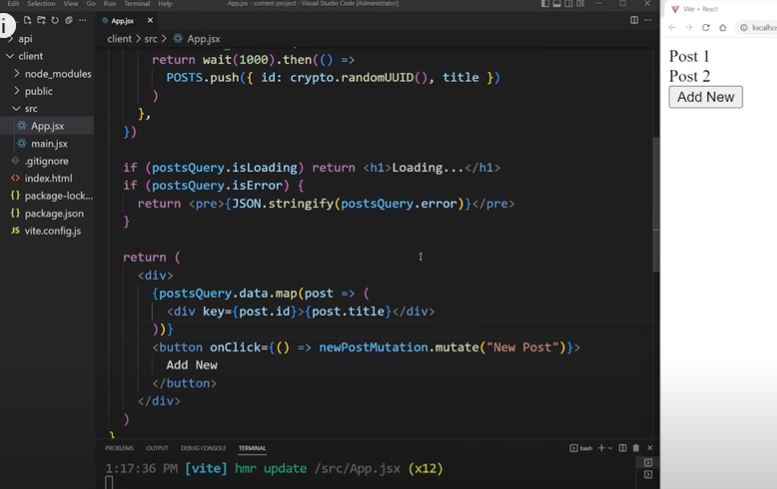 Edit Selection View Go Run Terminal Help
App.jsx - current-project - Visual Studio Code [Administrator]
App.jsx
client > src > App.jsx
api
client
node_modules
public
src
App.jsx
main.jsx
.gitignore
index.html
package-lock...
package.json
vite.config.js
return wait(1000).then(() =>
POSTS.push({ id: crypto.randomUUID(), title })
)
},
})
if (postsQuery.isLoading) return <h1>Loading...</h1>
if (postsQuery.isError) {
return <pre>{JSON.stringify(postsQuery.error)}</pre>
}
return (
<div>
{postsQuery.data.map(post => (
<div key={post.id}>{post.title}</div>
))}
<button onClick={() => newPostMutation.mutate("New Post")}>
Add New
</button>
</div>
)
}
PROBLEMS OUTPUT DEBUG CONSOLE TERMINAL
bash
1:17:36 PM [vite] hmr update /src/App.jsx (x12)
Vite + React
localhos
Post 1
Post 2
Add New